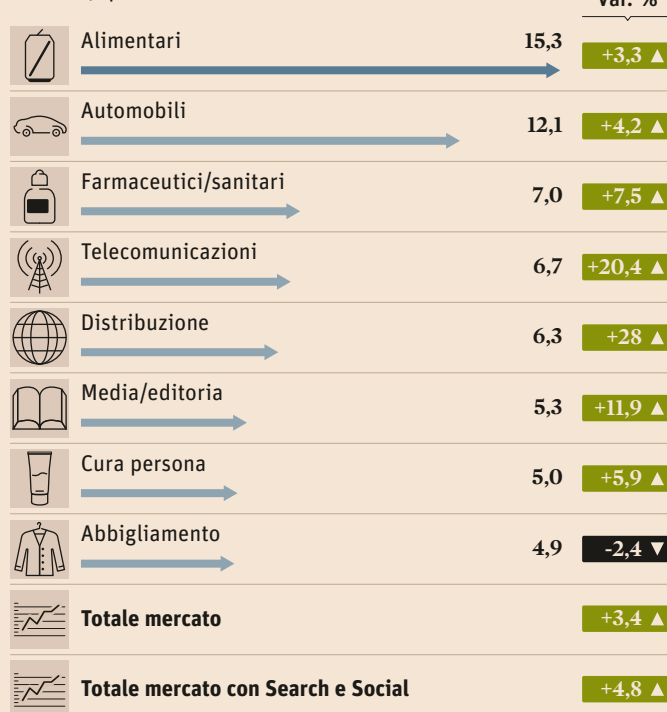 Var. %
Alimentari 15,3 +3,3 ▲
Automobili 12,1 +4,2 ▲
Farmaceutici/sanitari 7,0 +7,5 ▲
Telecomunicazioni 6,7 +20,4 ▲
Distribuzione 6,3 +28 ▲
Media/editoria 5,3 +11,9 ▲
Cura persona 5,0 +5,9 ▲
Abbigliamento 4,9 -2,4 ▼
Totale mercato +3,4 ▲
Totale mercato con Search e Social +4,8 ▲